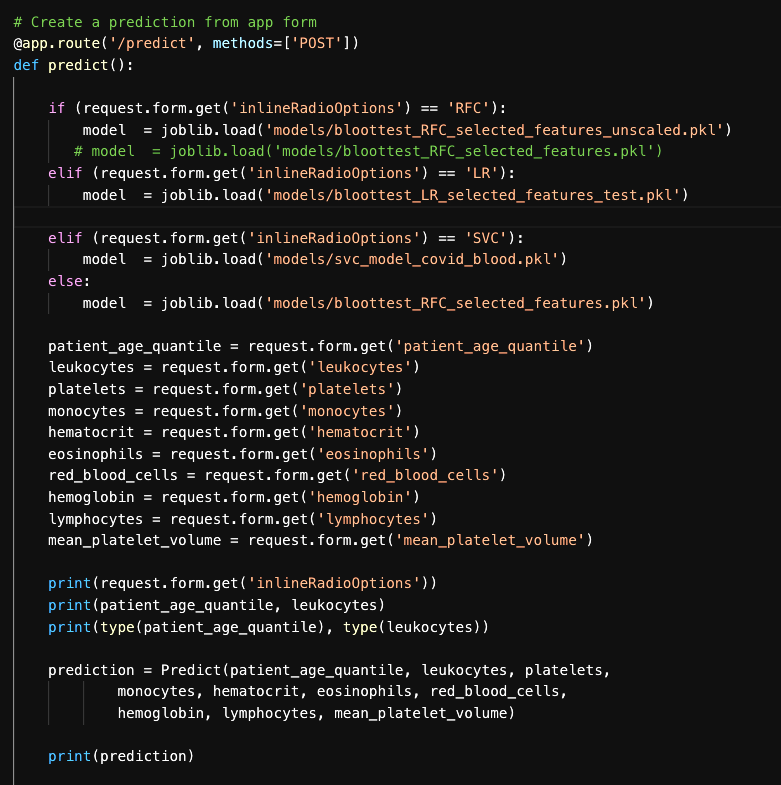 # Create a prediction from app form
@app.route('/predict', methods=['POST'])
def predict():
if (request.form.get('inlineRadioOptions') == 'RFC'):
model  = joblib.load('models/bloottest_RFC_selected_features_unscaled.pkl')
# model  = joblib.load('models/bloottest_RFC_selected_features.pkl')
elif (request.form.get('inlineRadioOptions') == 'LR'):
model  = joblib.load('models/bloottest_LR_selected_features_test.pkl')
elif (request.form.get('inlineRadioOptions') == 'SVC'):
model  = joblib.load('models/svc_model_covid_blood.pkl')
else:
model  = joblib.load('models/bloottest_RFC_selected_features.pkl')
patient_age_quantile = request.form.get('patient_age_quantile')
leukocytes = request.form.get('leukocytes')
platelets = request.form.get('platelets')
monocytes = request.form.get('monocytes')
hematocrit = request.form.get('hematocrit')
eosinophils = request.form.get('eosinophils')
red_blood_cells = request.form.get('red_blood_cells')
hemoglobin = request.form.get('hemoglobin')
lymphocytes = request.form.get('lymphocytes')
mean_platelet_volume = request.form.get('mean_platelet_volume')
print(request.form.get('inlineRadioOptions'))
print(patient_age_quantile, leukocytes)
print(type(patient_age_quantile), type(leukocytes))
prediction = Predict(patient_age_quantile, leukocytes, platelets,
monocytes, hematocrit, eosinophils, red_blood_cells,
hemoglobin, lymphocytes, mean_platelet_volume)
print(prediction)